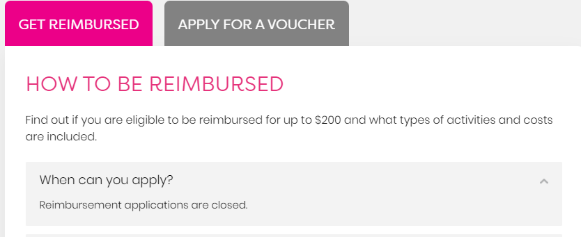 GET REIMBURSED
APPLY FOR A VOUCHER
HOW TO BE REIMBURSED
Find out if you are eligible to be reimbursed for up to $200 and what types of activities and costs
are included.
When can you apply?
Reimbursement applications are closed.